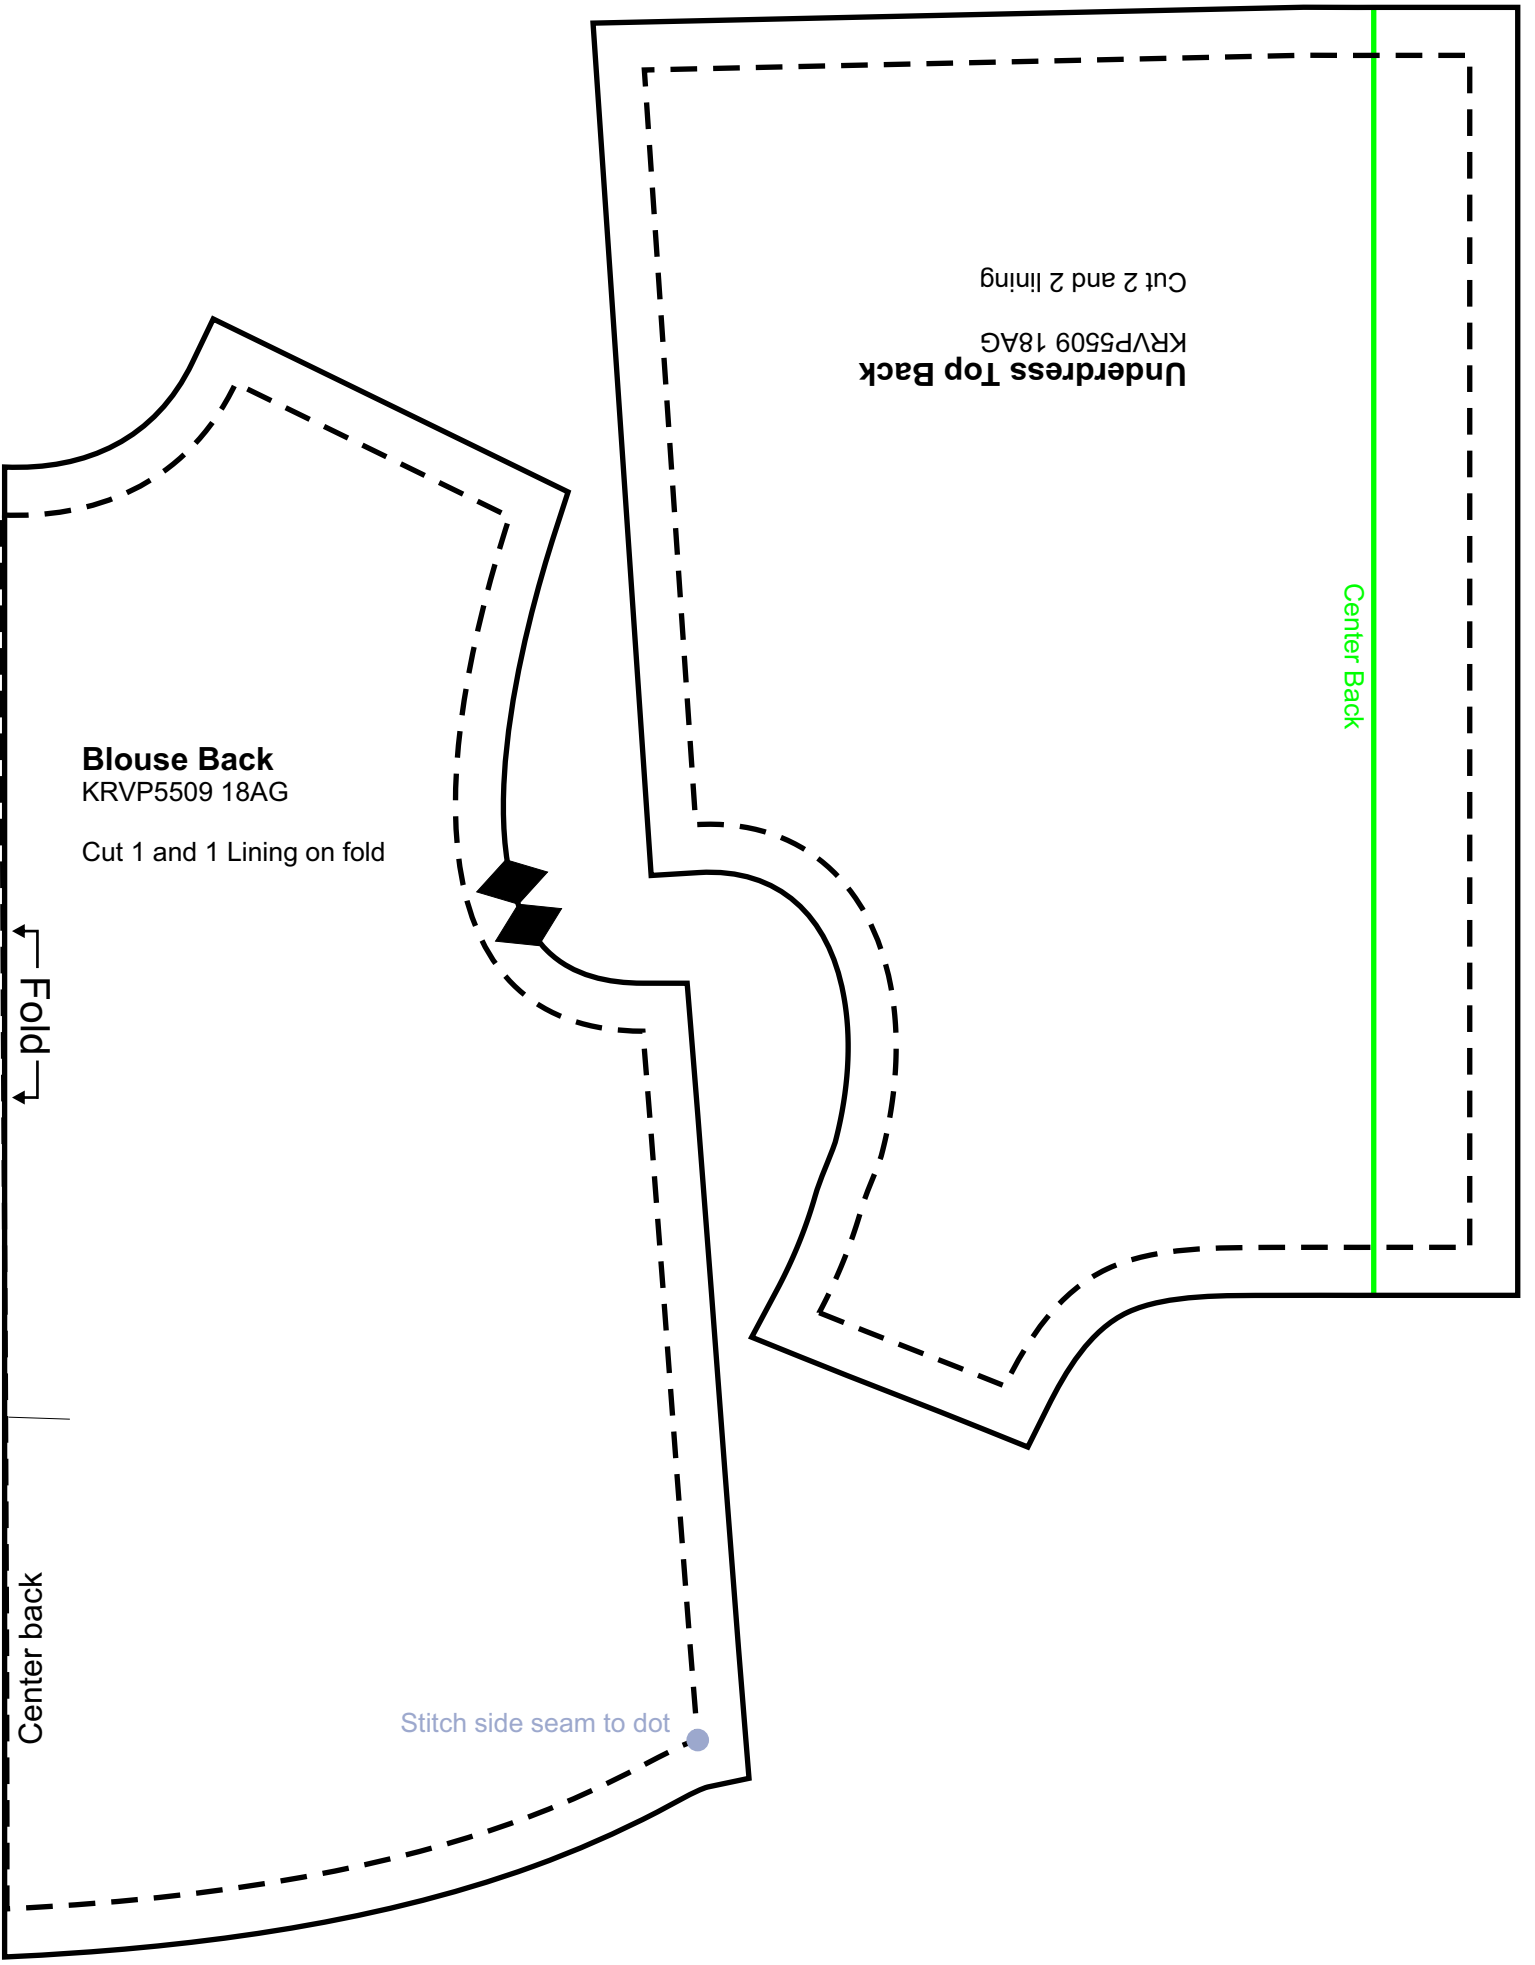 Cut 2 and 2 lining
KRVP5509 18AG
Underdress Top Back
Center Back
Blouse Back
KRVP5509 18AG
Cut 1 and 1 Lining on fold
Fold
Center back
Stitch side seam to dot